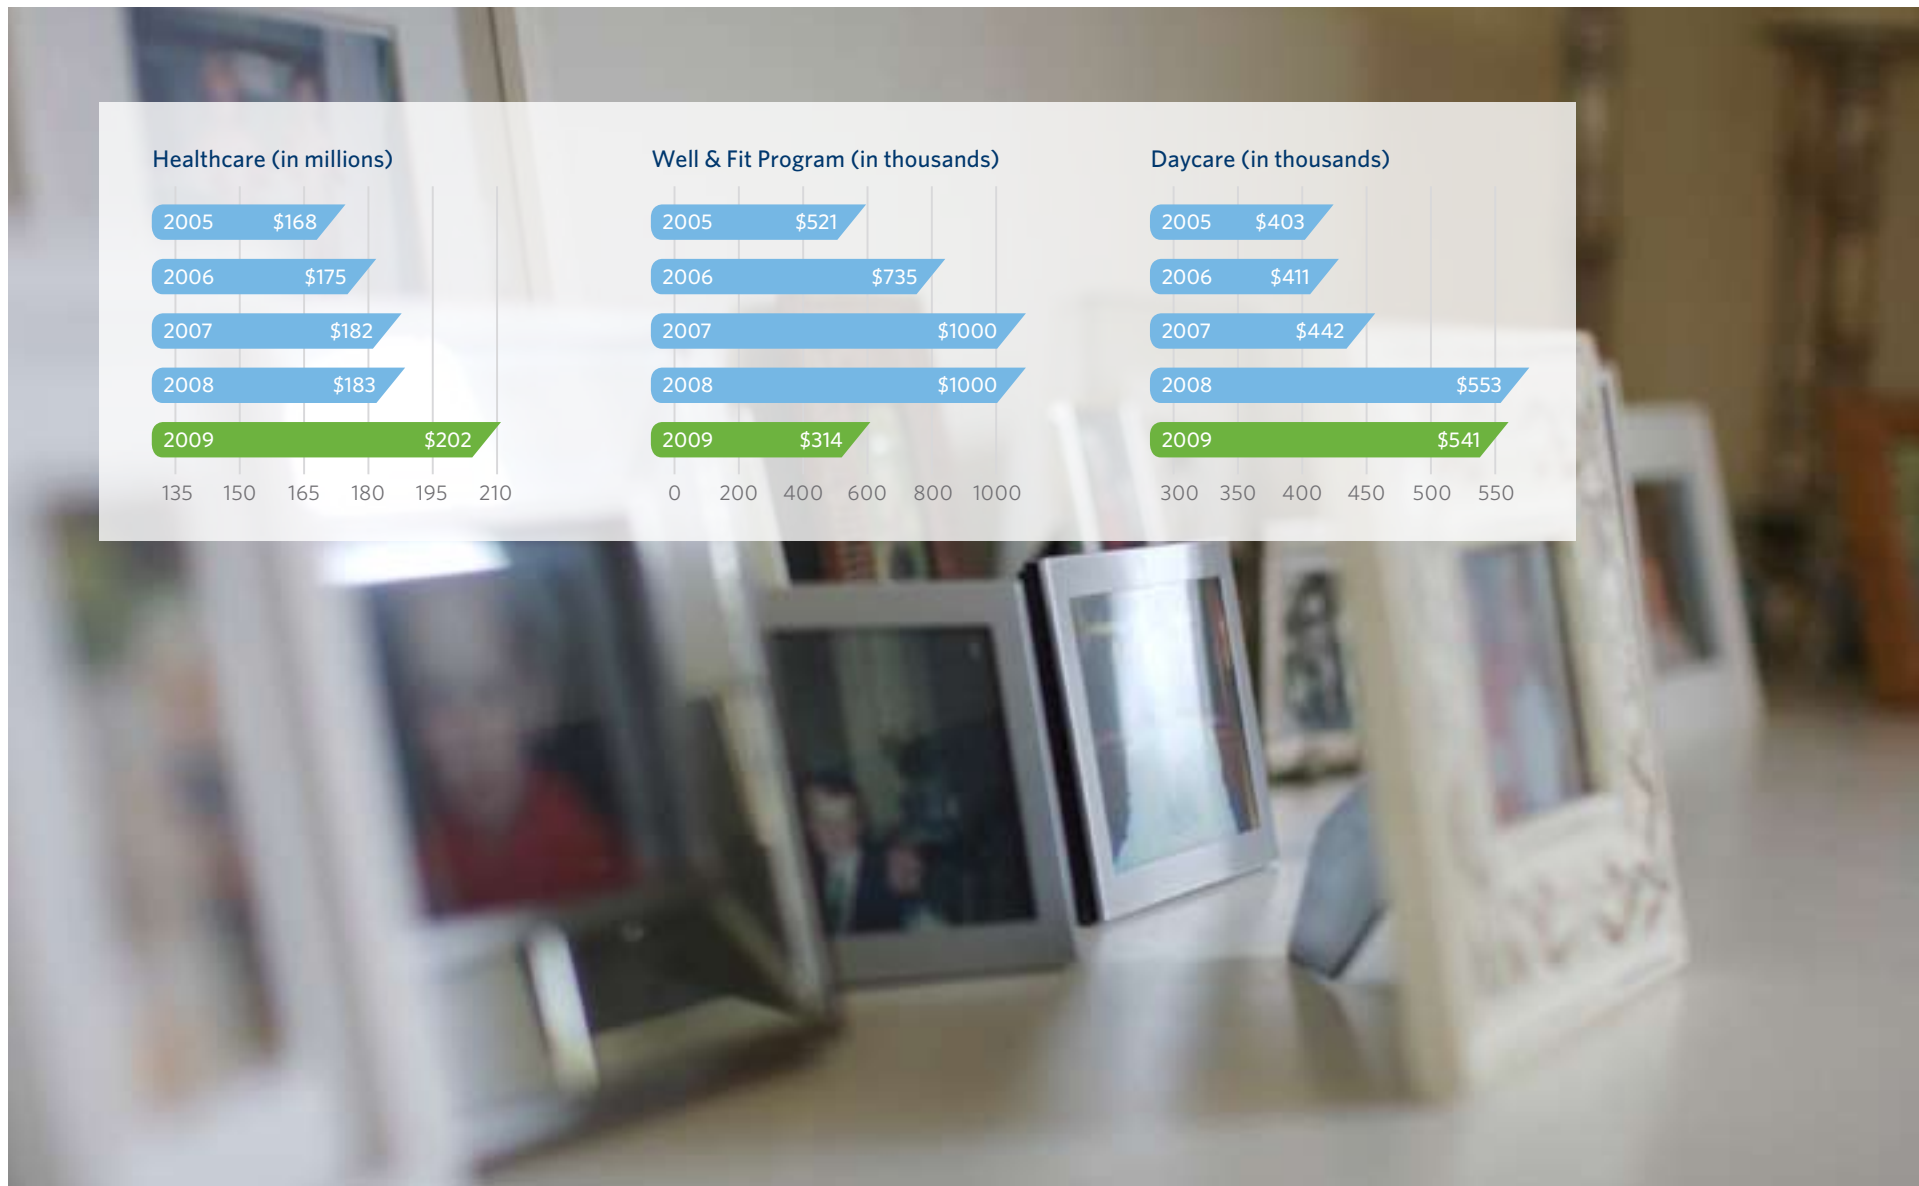 Healthcare (in millions)
2005 $168
2006 $175
2007 $182
2008 $183
2009 $202
135 150 165 180 195 210
Well & Fit Program (in thousands)
2005 $521
2006 $735
2007 $1000
2008 $1000
2009 $314
0 200 400 600 800 1000
Daycare (in thousands)
2005 $403
2006 $411
2007 $442
2008 $553
2009 $541
300 350 400 450 500 550